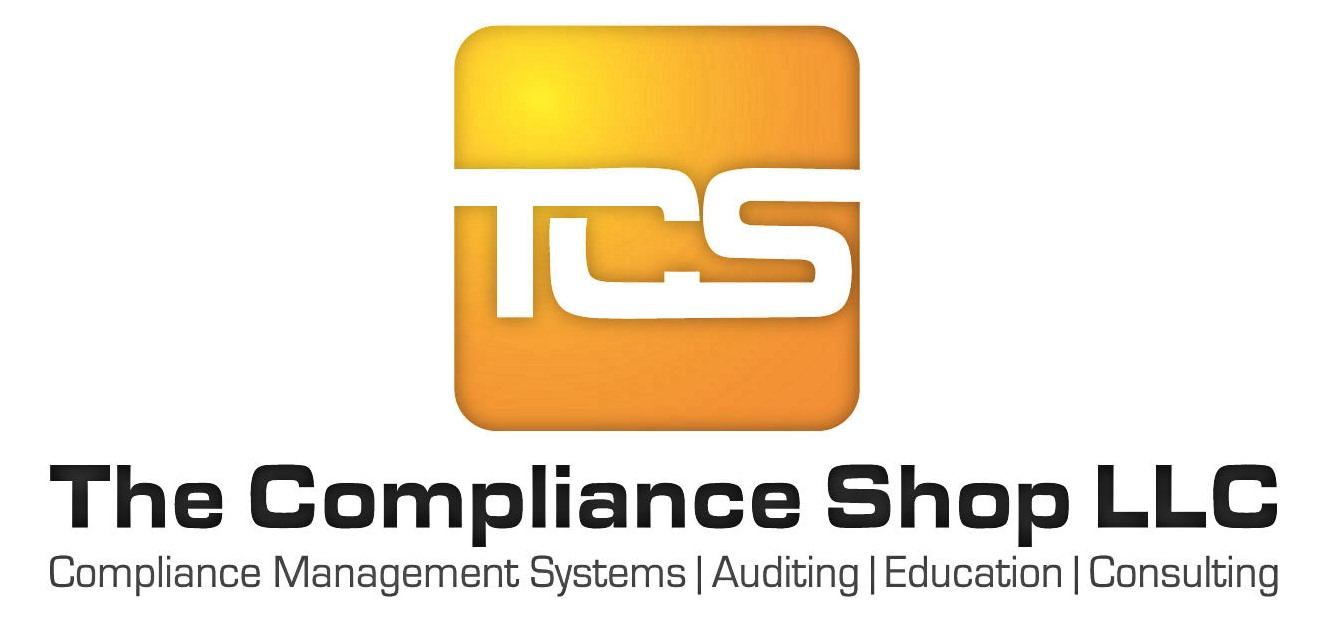 TCS
The Compliance Shop LLC
Compliance Management Systems | Auditing | Education | Consulting